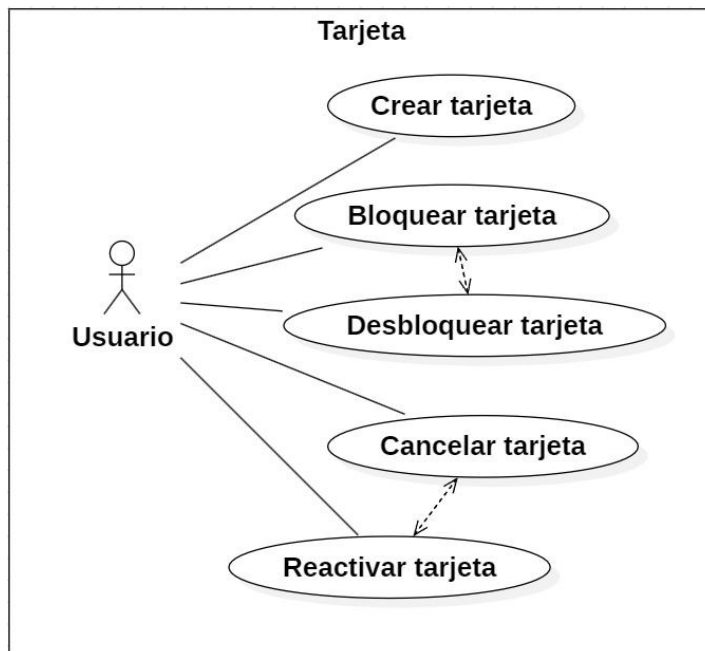 Tarjeta
Crear tarjeta
Bloquear tarjeta
Desbloquear tarjeta
Usuario
Cancelar tarjeta
Reactivar tarjeta